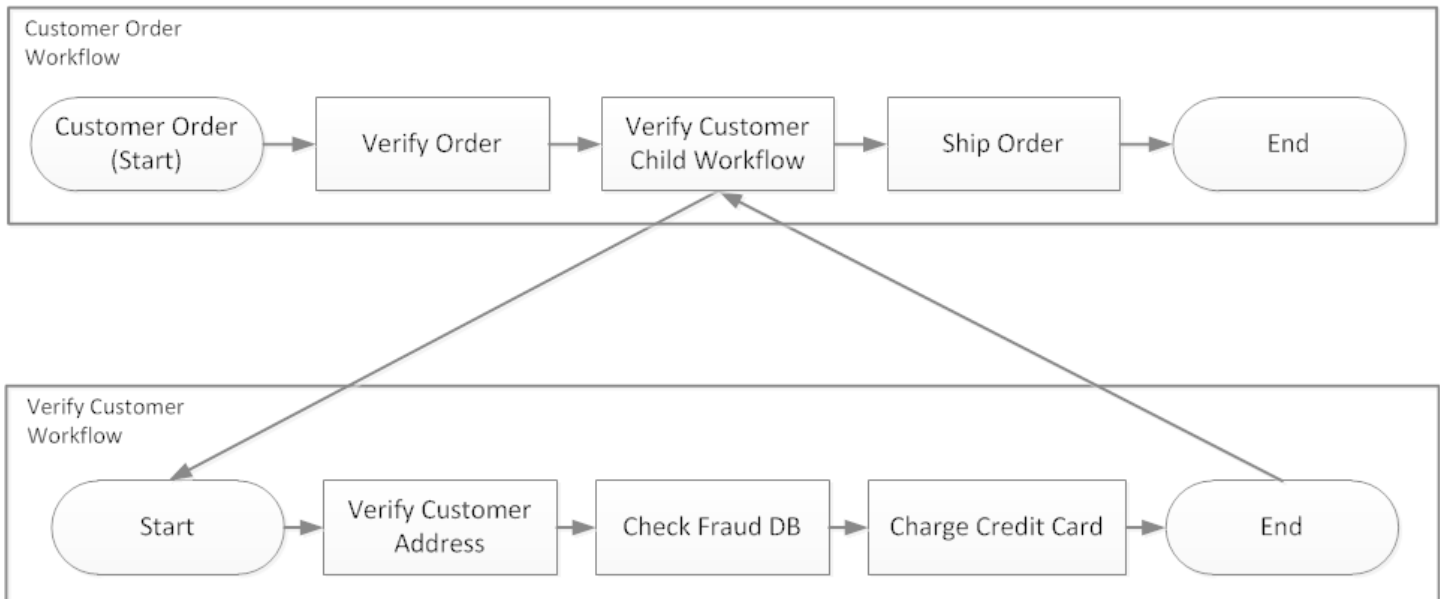 Customer Order
Workflow
Customer Order
(Start)
Verify Order
Verify Customer
Child Workflow
Ship Order
End
Verify Customer
Workflow
Start
Verify Customer
Address
Check Fraud DB
Charge Credit Card
End